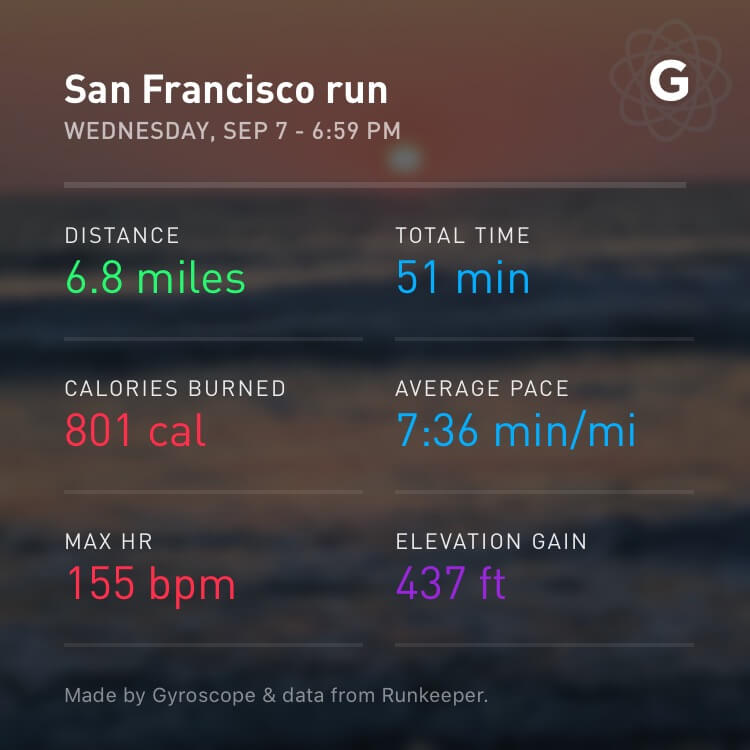 San Francisco run
G
WEDNESDAY, SEP 7 - 6:59 PM
DISTANCE
6.8 miles
TOTAL TIME
51 min
CALORIES BURNED
801 cal
AVERAGE PACE
7:36 min/mi
MAX HR
155 bpm
ELEVATION GAIN
437 ft
Made by Gyroscope & data from Runkeeper.